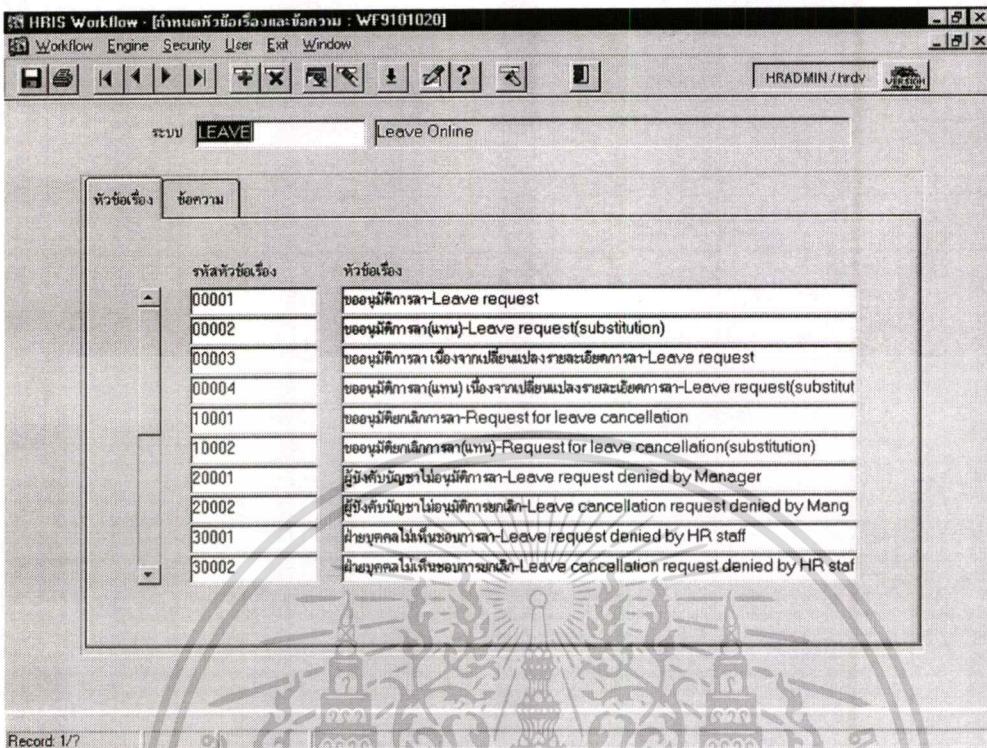 HRIS Workflow - [กำหนดหัวข้อเรื่องและข้อความ : WF9101020]
Workflow Engine Security User Exit Window
HRADMIN / hrdv
ระบบ LEAVE Leave Online
หัวข้อเรื่อง ข้อความ
รหัสหัวข้อเรื่อง หัวข้อเรื่อง
00001 ขออนุมัติการลา-Leave request
00002 ขออนุมัติการลา(แทน)-Leave request(substitution)
00003 ขออนุมัติการลา เนื่องจากเปลี่ยนแปลงรายละเอียดการลา-Leave request
00004 ขออนุมัติการลา(แทน) เนื่องจากเปลี่ยนแปลงรายละเอียดการลา-Leave request(substitut
10001 ขออนุมัติยกเลิกการลา-Request for leave cancellation
10002 ขออนุมัติยกเลิกการลา(แทน)-Request for leave cancellation(substitution)
20001 ผู้บังคับบัญชาไม่อนุมัติการลา-Leave request denied by Manager
20002 ผู้บังคับบัญชาไม่อนุมัติการยกเลิก-Leave cancellation request denied by Mang
30001 ฝ่ายบุคคลไม่เห็นชอบการลา-Leave request denied by HR staff
30002 ฝ่ายบุคคลไม่เห็นชอบการยกเลิก-Leave cancellation request denied by HR staf
Record: 1/?